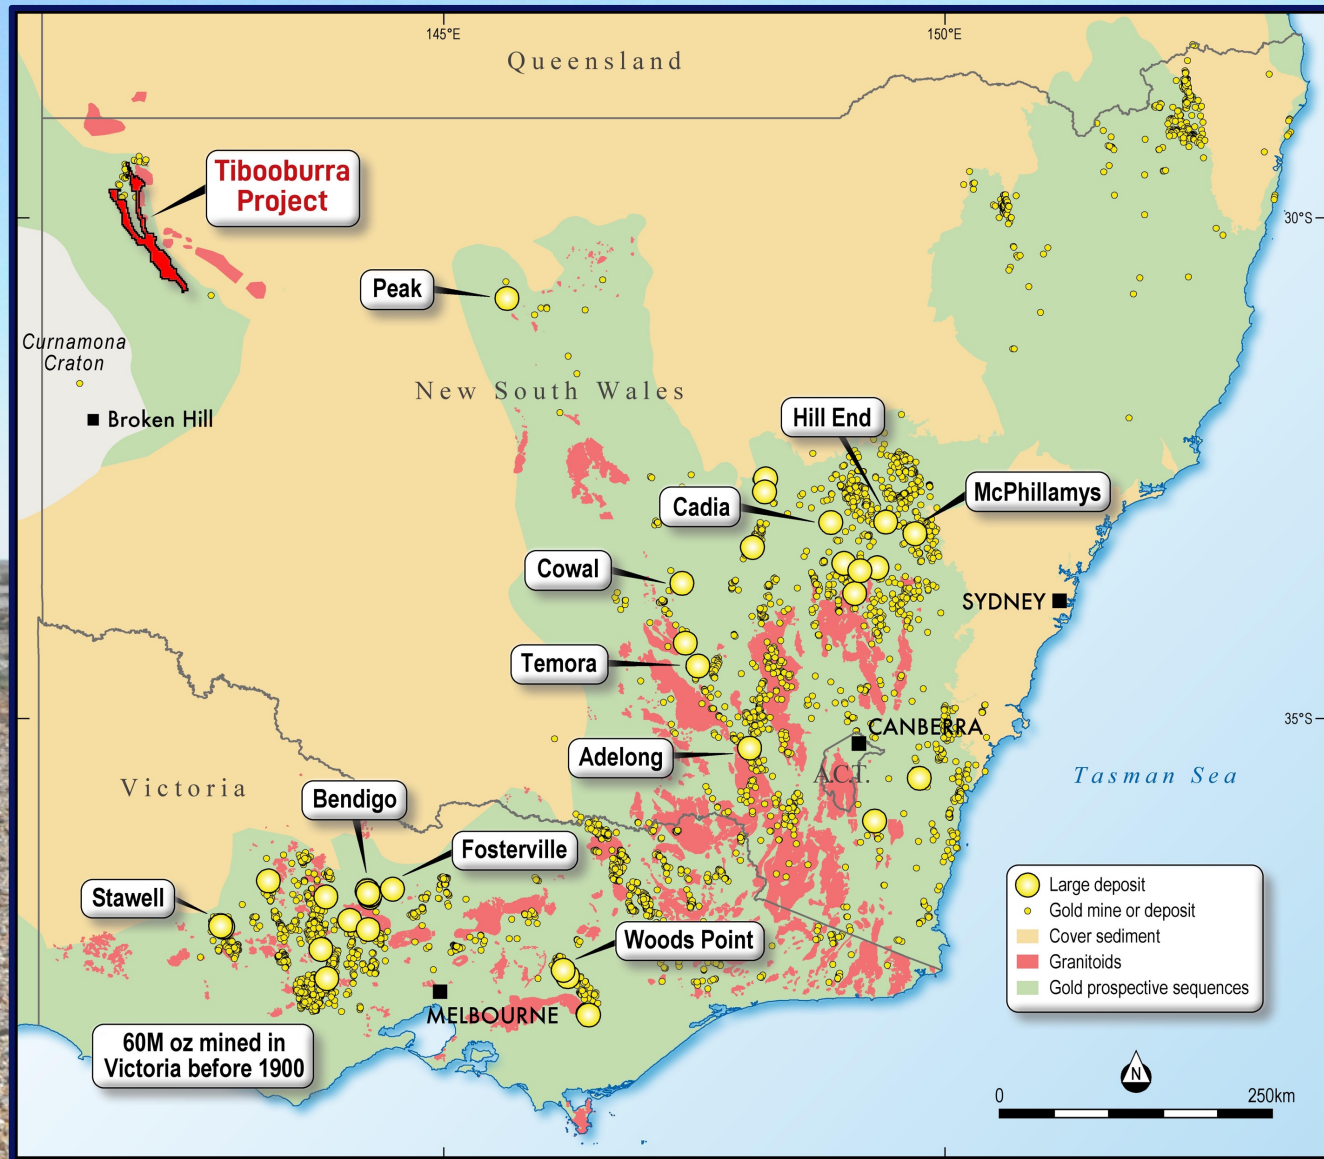 145°E
150°E
Queensland
Tibooburra
Project
30°S
Peak
Curnamona
Craton
New South Wales
Broken Hill
Hill End
McPhillamys
Cadia
Cowal
SYDNEY
Temora
35°S
CANBERRA
Adelong
A.C.T.
Tasman Sea
Victoria
Bendigo
Fosterville
Stawell
Woods Point
MELBOURNE
60M oz mined in
Victoria before 1900
Large deposit
Gold mine or deposit
Cover sediment
Granitoids
Gold prospective sequences
N
0
250km